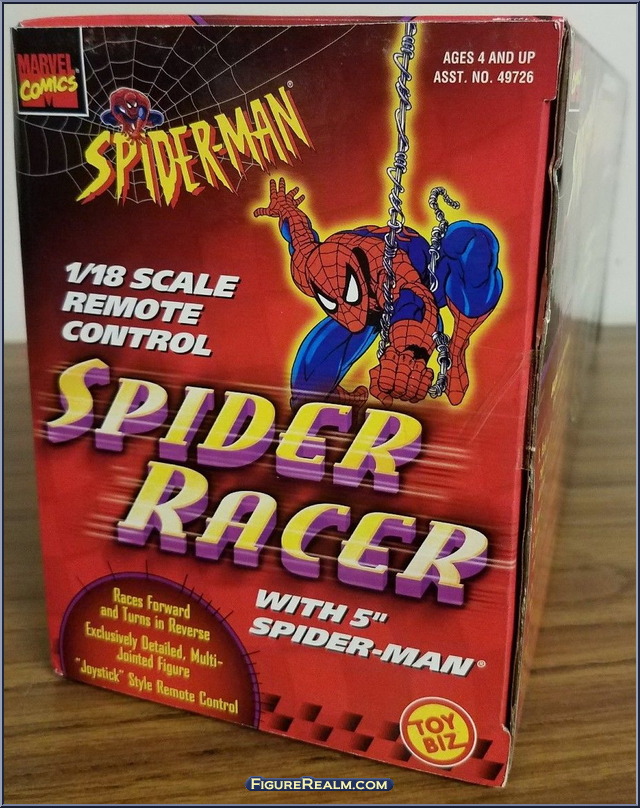 MARVEL
COMICS
AGES 4 AND UP
ASST. NO. 49726
SPIDER-MAN®
1/18 SCALE
REMOTE
CONTROL
SPIDER
RACER
WITH 5"
SPIDER-MAN®
Races Forward
and Turns in Reverse
Exclusively Detailed, Multi-
Jointed Figure
"Joystick" Style Remote Control
TOY
BIZ
FIGUREREALM.COM